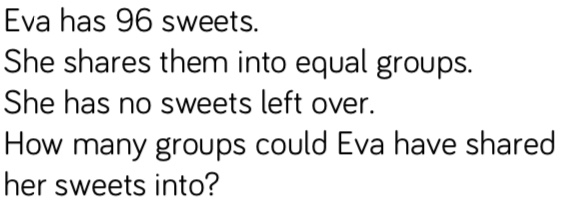 Eva has 96 sweets.
She shares them into equal groups.
She has no sweets left over.
How many groups could Eva have shared
her sweets into?